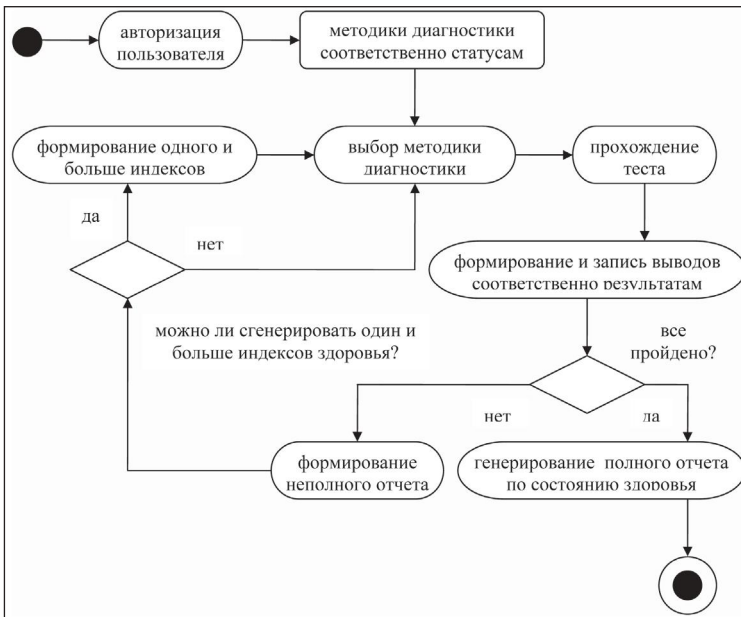 авторизация
пользователя
методики диагностики
соответственно статусам
формирование одного и
больше индексов
выбор методики
диагностики
прохождение
теста
да
нет
формирование и запись выводов
соответственно результатам
можно ли сгенерировать один и
больше индексов здоровья?
все
пройдено?
нет
да
формирование
неполного отчета
генерирование полного отчета
по состоянию здоровья